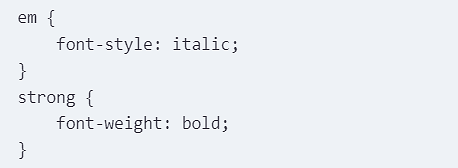 em {
    font-style: italic;
}
strong {
    font-weight: bold;
}